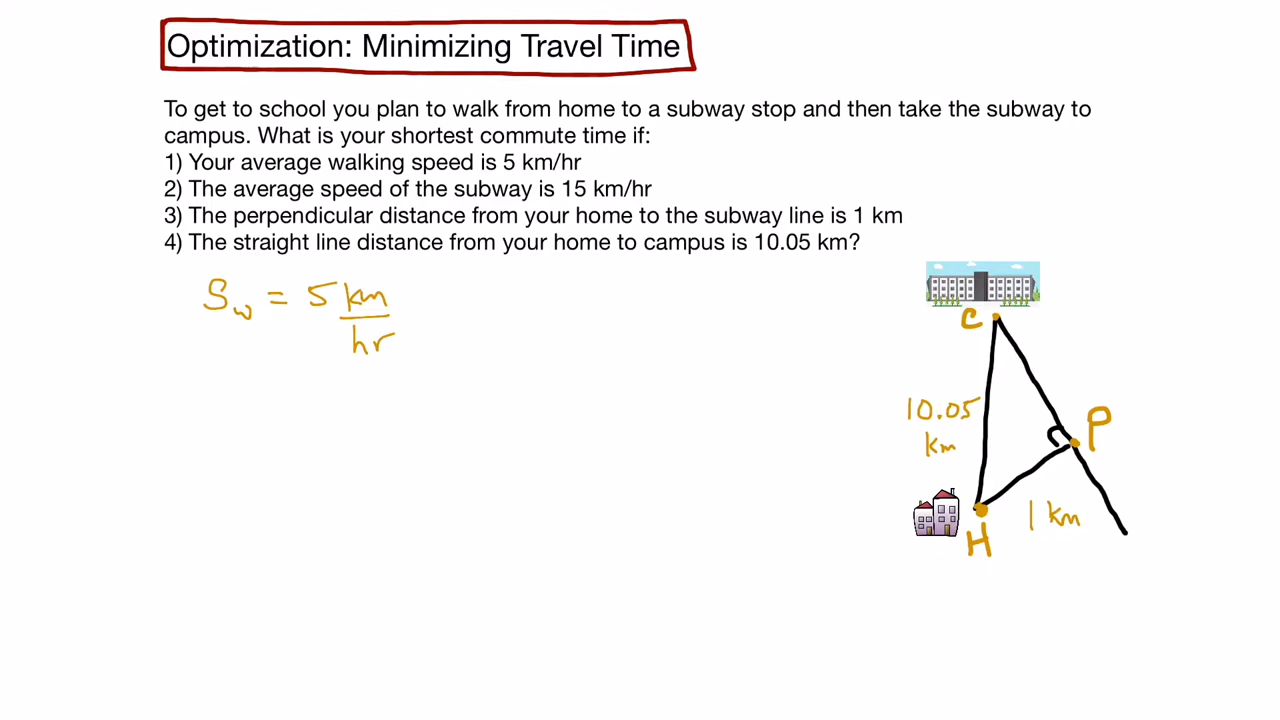 Optimization: Minimizing Travel Time
To get to school you plan to walk from home to a subway stop and then take the subway to
campus. What is your shortest commute time if:
1) Your average walking speed is 5 km/hr
2) The average speed of the subway is 15 km/hr
3) The perpendicular distance from your home to the subway line is 1 km
4) The straight line distance from your home to campus is 10.05 km?
S_w = 5 km/hr
C
10.05
km
P
1 km
H